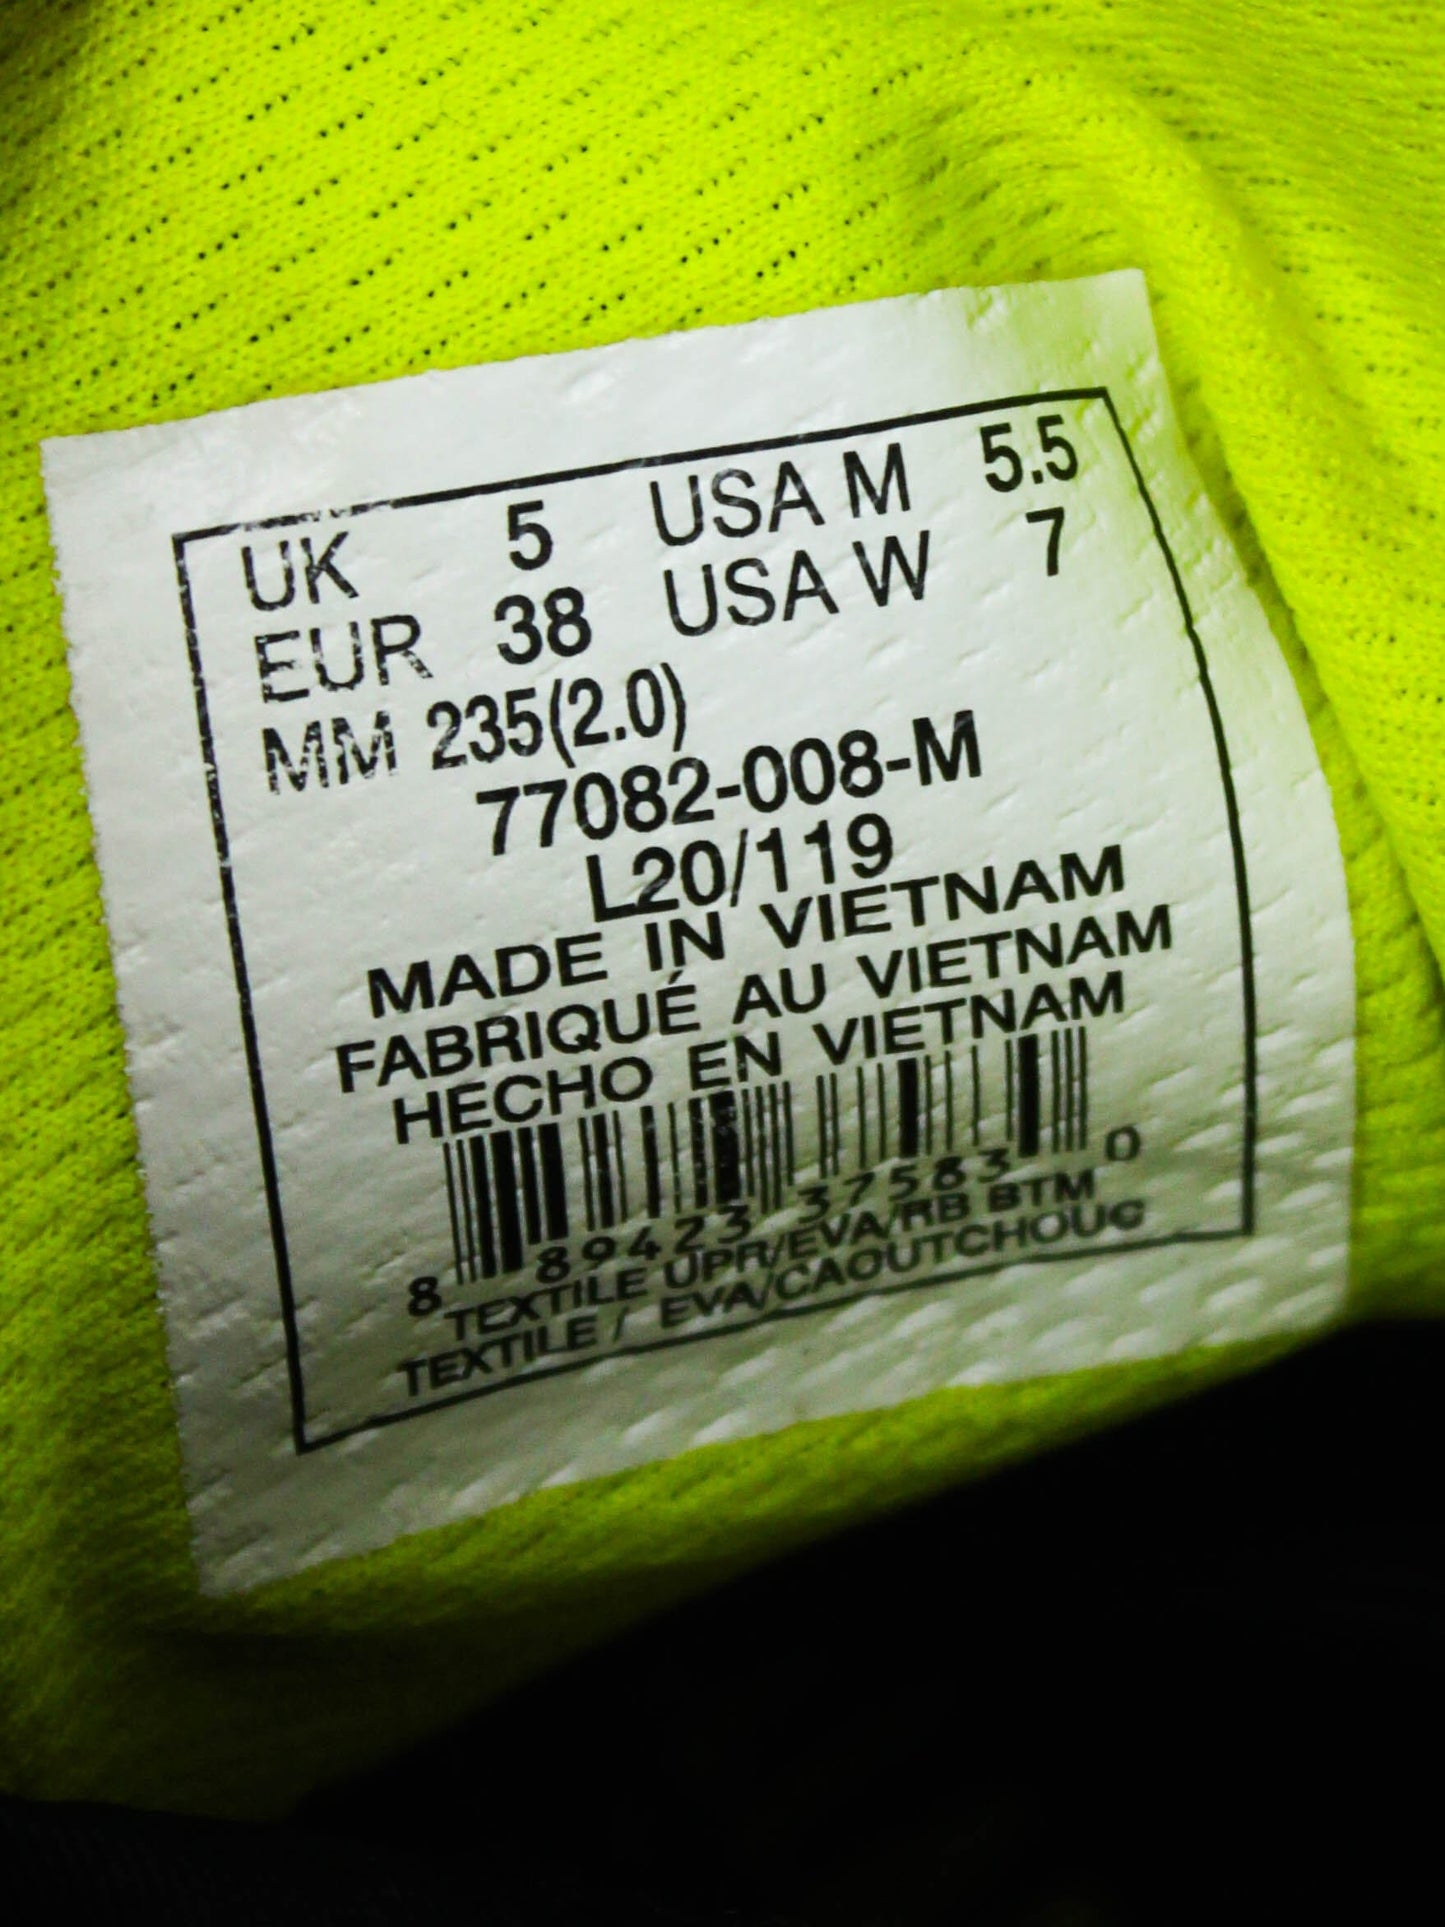 UK 5 USA M 5.5
EUR 38 USA W 7
MM 235(2.0)
77082-008-M
L20/119
MADE IN VIETNAM
FABRIQUÉ AU VIETNAM
HECHO EN VIETNAM
8 89423 37583 0
TEXTILE UPR/EVA/RB BTM
TEXTILE / EVA/CAOUTCHOUC